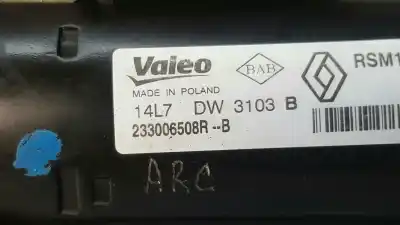 Valeo BAB RSM1
MADE IN POLAND
14L7 DW 3103 B
233006508R--B
ARC